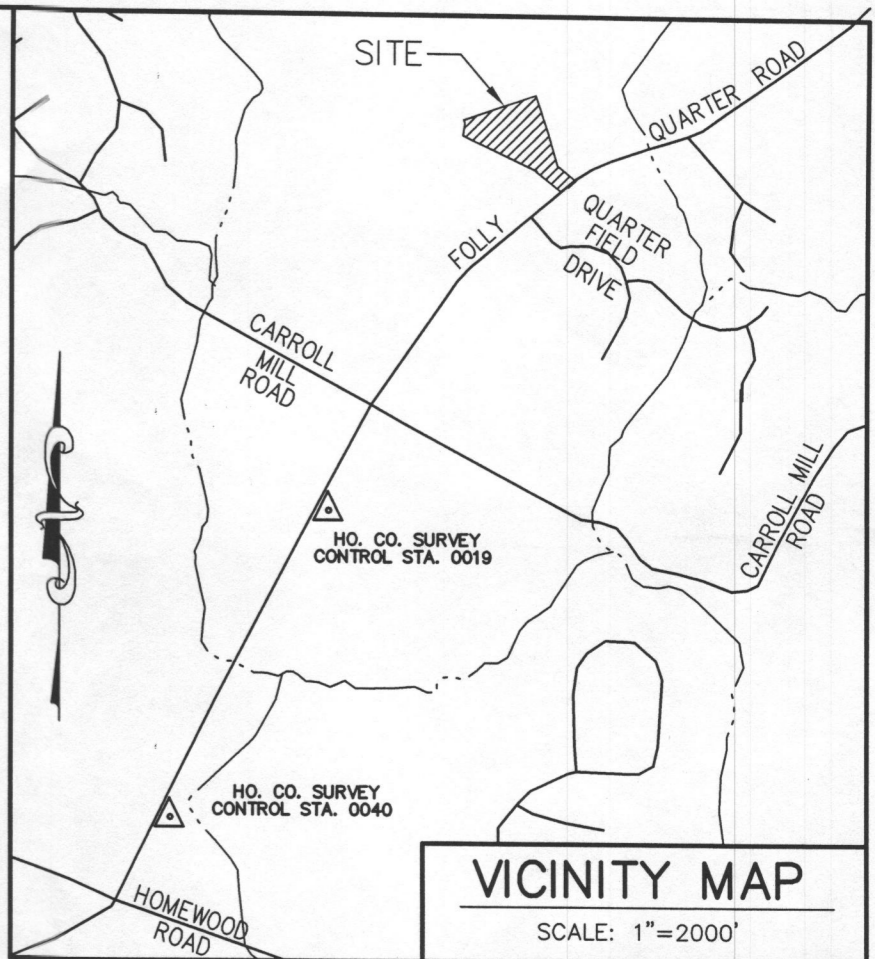 SITE
QUARTER ROAD
FOLLY
QUARTER
FIELD
DRIVE
CARROLL
MILL
ROAD
HO. CO. SURVEY
CONTROL STA. 0019
CARROLL MILL
ROAD
HO. CO. SURVEY
CONTROL STA. 0040
HOMEWOOD
ROAD
VICINITY MAP
SCALE: 1"=2000'